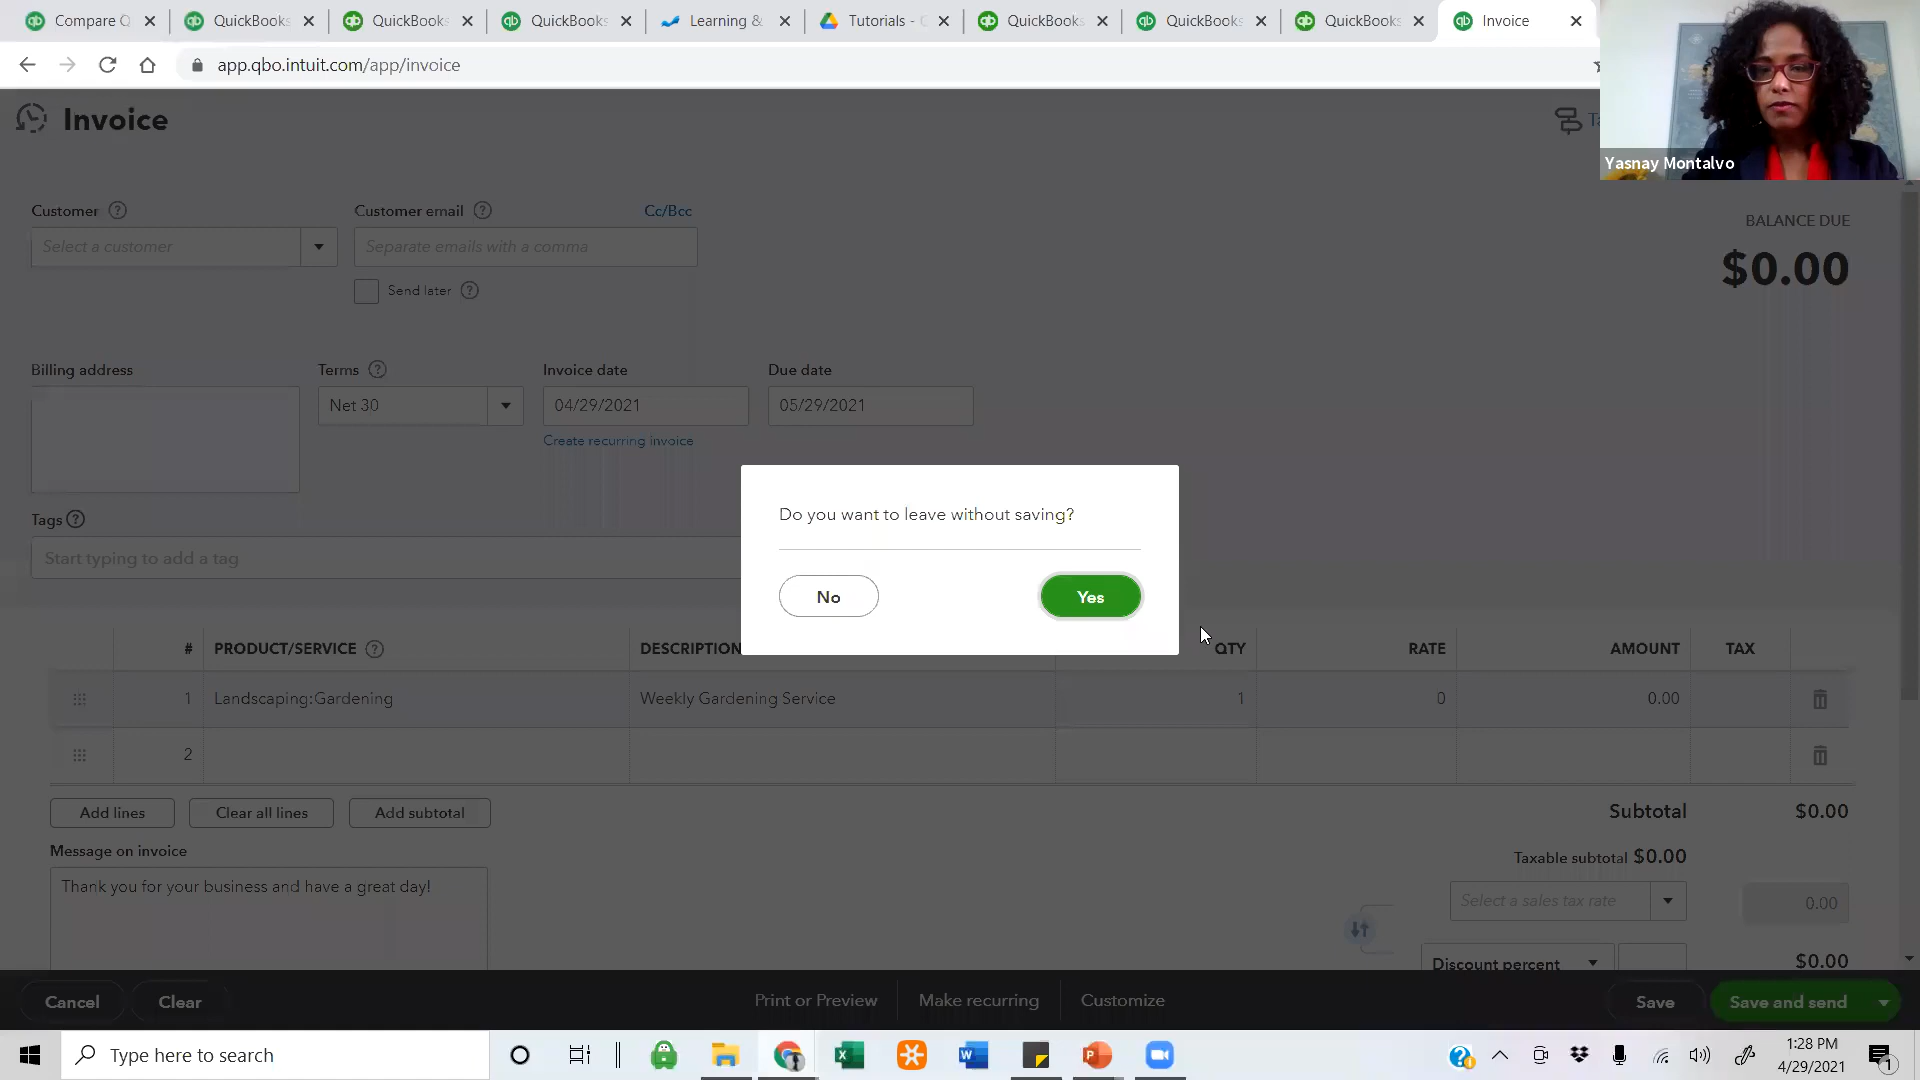 Compare Q
QuickBooks
QuickBooks
QuickBooks
Learning &
Tutorials -
QuickBooks
QuickBooks
QuickBooks
Invoice
app.qbo.intuit.com/app/invoice
Invoice
Yasnay Montalvo
Customer
Customer email
Cc/Bcc
BALANCE DUE
Select a customer
Separate emails with a comma
$0.00
Send later
Billing address
Terms
Invoice date
Due date
Net 30
04/29/2021
05/29/2021
Create recurring invoice
Do you want to leave without saving?
Tags
Start typing to add a tag
No
Yes
# PRODUCT/SERVICE DESCRIPTION QTY RATE AMOUNT TAX
1 Landscaping:Gardening Weekly Gardening Service 1 0 0.00
2
Add lines
Clear all lines
Add subtotal
Subtotal $0.00
Message on invoice
Taxable subtotal $0.00
Thank you for your business and have a great day!
Select a sales tax rate
0.00
Discount percent
$0.00
Cancel
Clear
Print or Preview
Make recurring
Customize
Save
Save and send
Type here to search
1:28 PM
4/29/2021
1